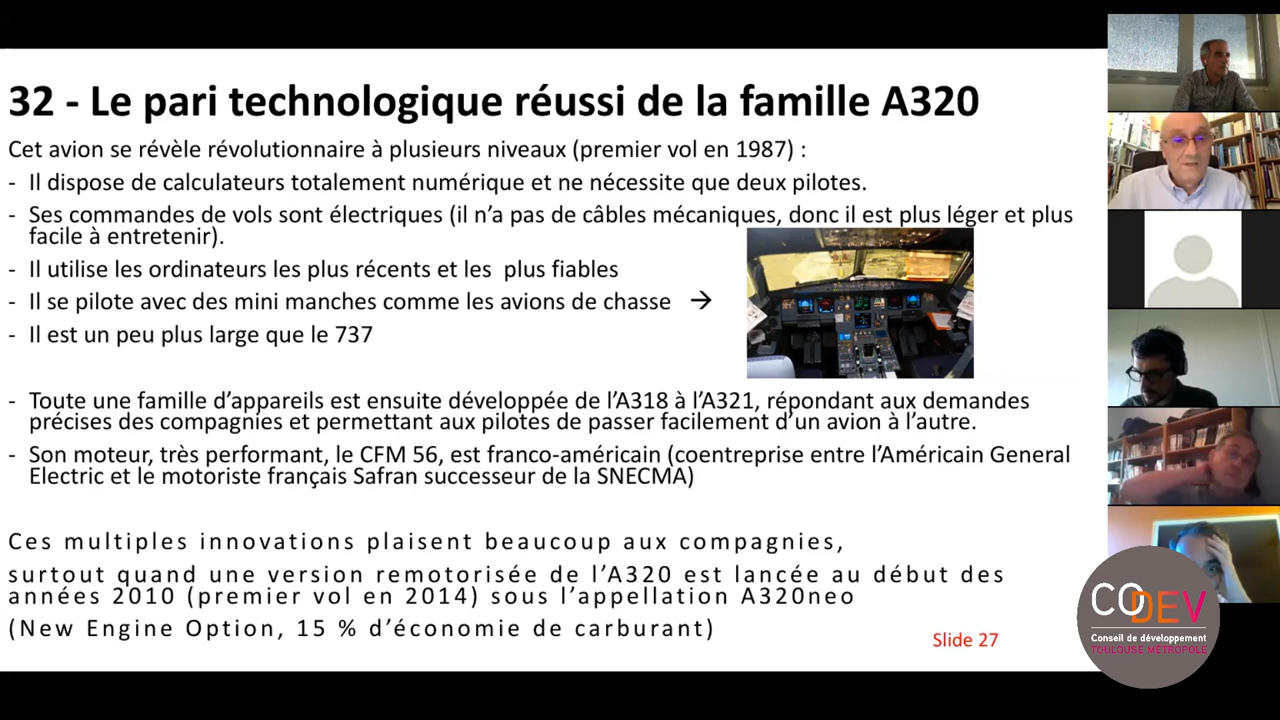 32 - Le pari technologique réussi de la famille A320
Cet avion se révèle révolutionnaire à plusieurs niveaux (premier vol en 1987) :
- Il dispose de calculateurs totalement numérique et ne nécessite que deux pilotes.
- Ses commandes de vols sont électriques (il n’a pas de câbles mécaniques, donc il est plus léger et plus
facile à entretenir).
- Il utilise les ordinateurs les plus récents et les plus fiables
- Il se pilote avec des mini manches comme les avions de chasse →
- Il est un peu plus large que le 737
- Toute une famille d’appareils est ensuite développée de l’A318 à l’A321, répondant aux demandes
précises des compagnies et permettant aux pilotes de passer facilement d’un avion à l’autre.
- Son moteur, très performant, le CFM 56, est franco-américain (coentreprise entre l’Américain General
Electric et le motoriste français Safran successeur de la SNECMA)
Ces multiples innovations plaisent beaucoup aux compagnies,
surtout quand une version remotorisée de l’A320 est lancée au début des
années 2010 (premier vol en 2014) sous l’appellation A320neo
(New Engine Option, 15 % d’économie de carburant)
Slide 27
CODEV
Conseil de développement
TOULOUSE MÉTROPOLE